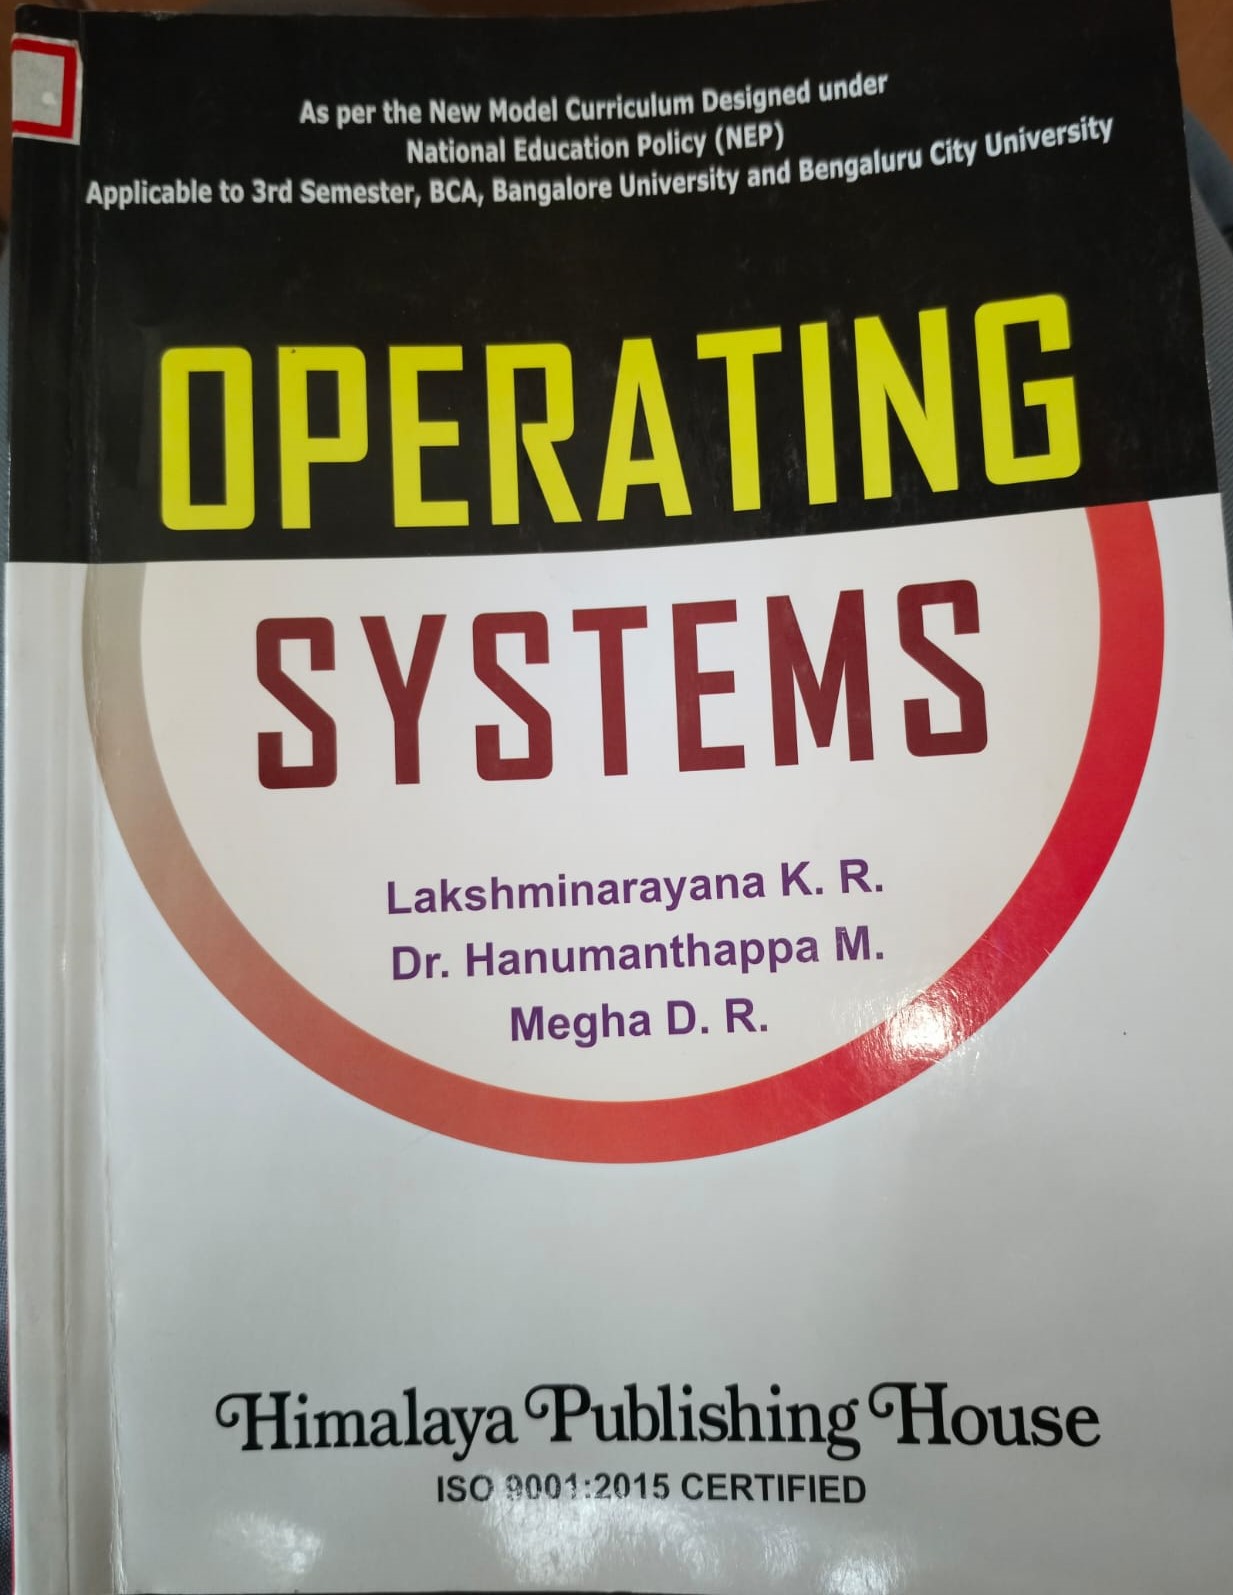 As per the New Model Curriculum Designed under
National Education Policy (NEP)
Applicable to 3rd Semester, BCA, Bangalore University and Bengaluru City University
OPERATING
SYSTEMS
Lakshminarayana K. R.
Dr. Hanumanthappa M.
Megha D. R.
Himalaya Publishing House
ISO 9001:2015 CERTIFIED